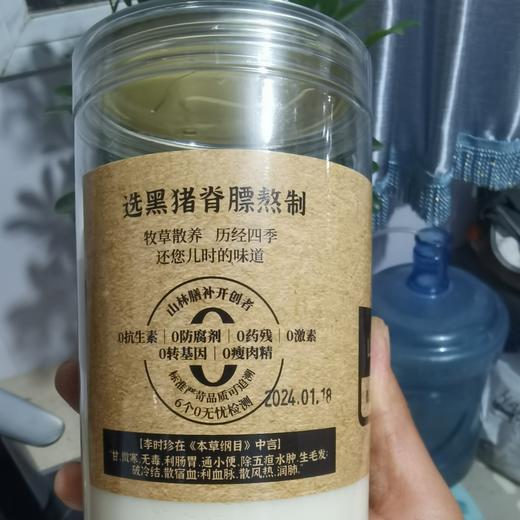 选黑猪脊膘熬制
牧草散养 历经四季
还您儿时的味道
山林膳补开创者
0抗生素|0防腐剂|0药残|0激素
0转基因|0瘦肉精
标准严苛品质可追溯
6个0无忧检测
2024.01.18
【李时珍在《本草纲目》中言】
"甘,微寒,无毒,利肠胃,通小便,除五疸水肿,生毛发;
破冷结,散宿血;利血脉,散风热,润肺."